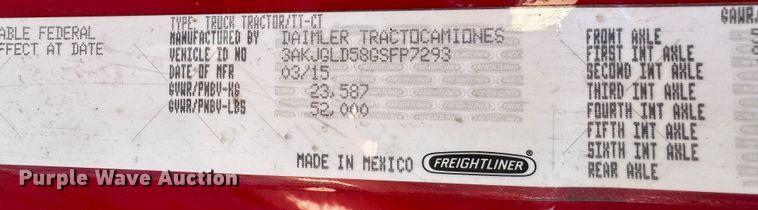 ABLE FEDERAL
FFECT AT DATE
TYPE: TRUCK TRACTOR/TT-CT
MANUFACTURED BY DAIMLER TRACTOCAMIONES
VEHICLE ID NO 3AKJGLD58GSFP7293
DATE OF MFR 03/15
GVWR/PNBV-KG 23,587
GVWR/PNBV-LBS 52,000
MADE IN MEXICO FREIGHTLINER ®
GAWR/
FRONT AXLE
FIRST INT AXLE
SECOND INT AXLE
THIRD INT AXLE
FOURTH INT AXLE
FIFTH INT AXLE
SIXTH INT AXLE
REAR AXLE
Purple Wave Auction